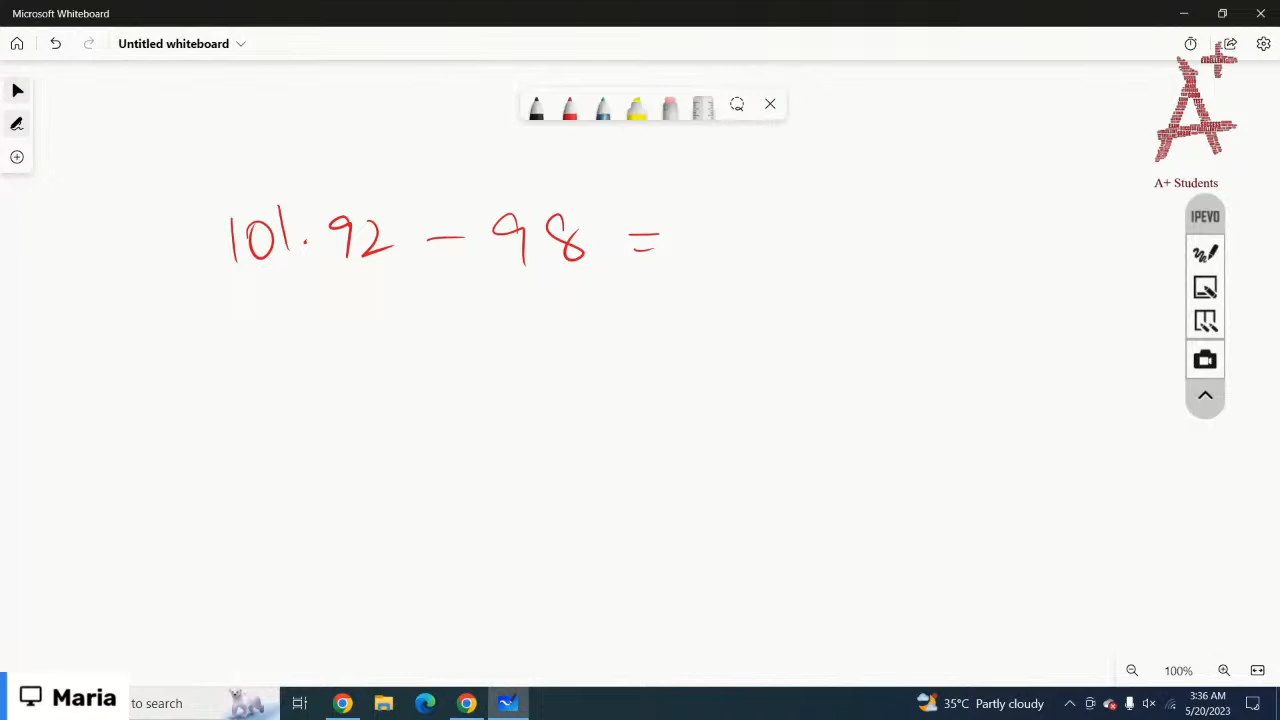 Microsoft Whiteboard
Untitled whiteboard
A+ Students
IPEVO
101.92 - 98 =
100%
Maria
to search
35°C Partly cloudy
3:36 AM
5/20/2023